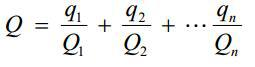 Q = q₁/Q₁ + q₂/Q₂ + ⋯ qₙ/Qₙ